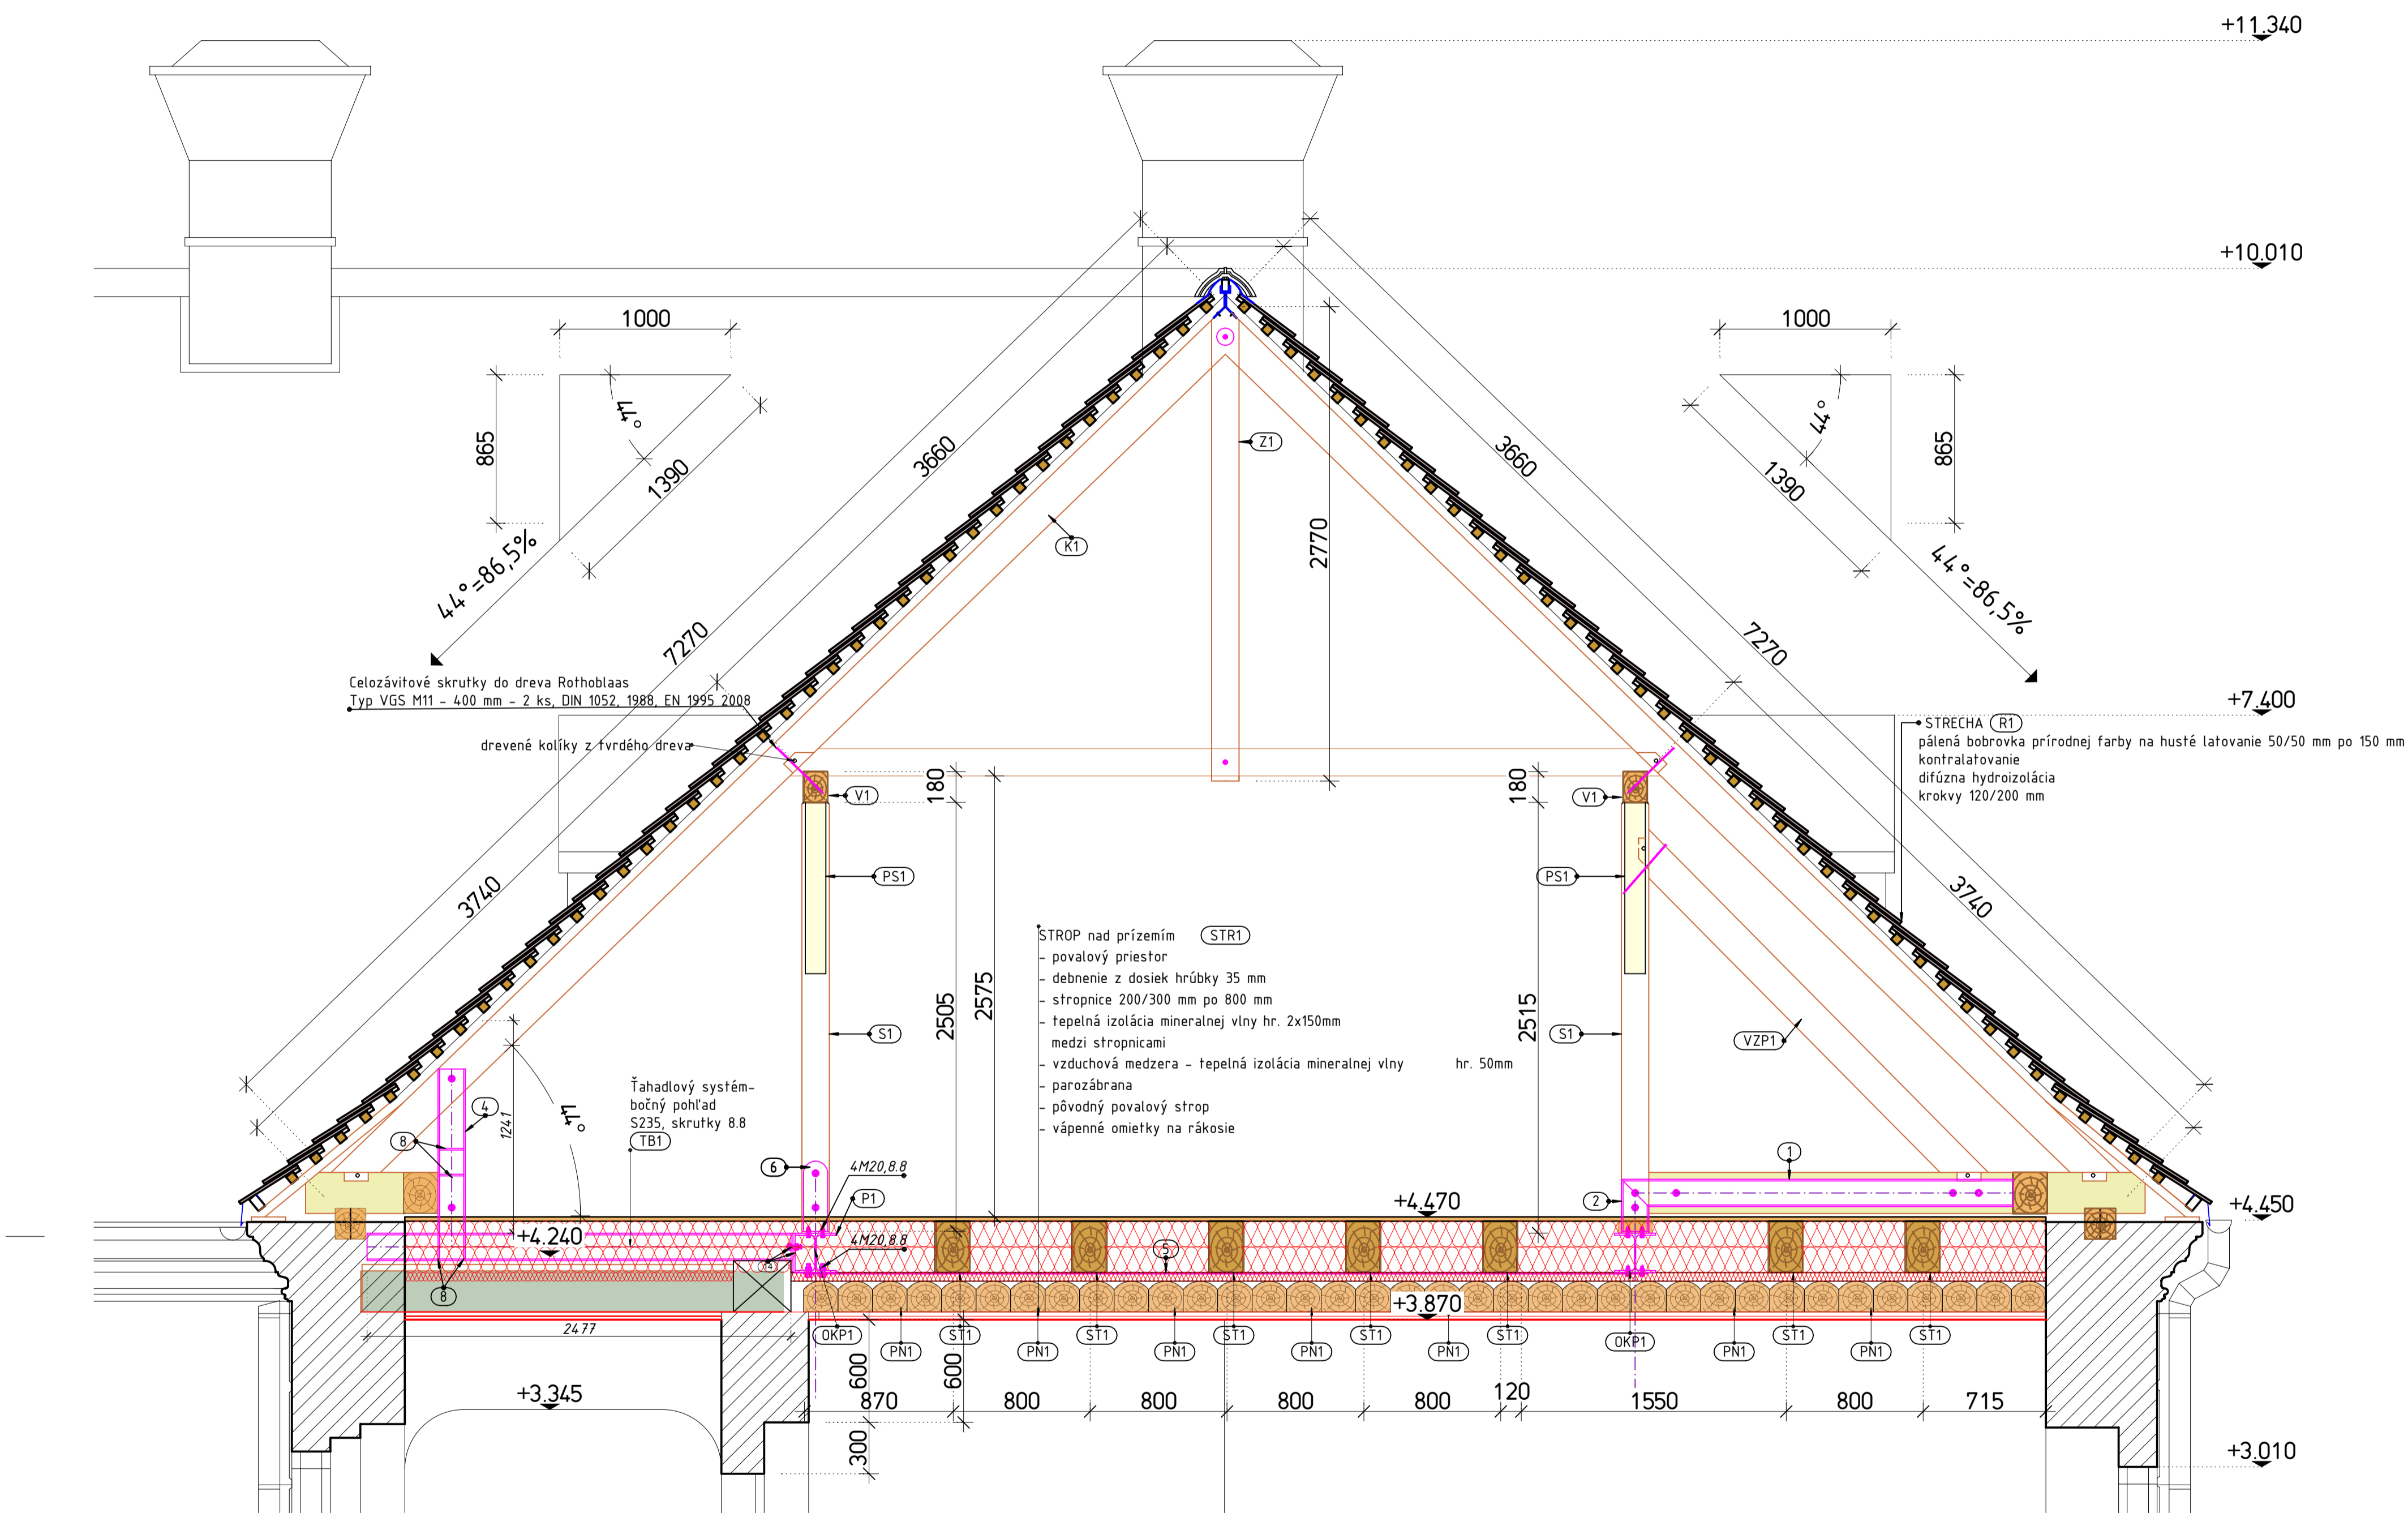 +11.340
+10.010
1000
865
44°
1390
44°=86,5%
1000
865
44°
1390
44°=86,5%
3660
3660
Z1
K1
2770
7270
7270
Celozávitové skrutky do dreva Rothoblaas
Typ VGS M11 - 400 mm - 2 ks, DIN 1052, 1988, EN 1995 2008
drevené kolíky z tvrdého dreva
+7.400
STRECHA R1
pálená bobrovka prírodnej farby na husté latovanie 50/50 mm po 150 mm
kontralatovanie
difúzna hydroizolácia
krokvy 120/200 mm
180
180
V1
V1
PS1
PS1
3740
3740
STROP nad prízemím STR1
- povalový priestor
- debnenie z dosiek hrúbky 35 mm
- stropnice 200/300 mm po 800 mm
- tepelná izolácia mineralnej vlny hr. 2x150mm
medzi stropnicami
- vzduchová medzera - tepelná izolácia mineralnej vlny hr. 50mm
- parozábrana
- pôvodný povalový strop
- vápenné omietky na rákosie
2505
2575
2515
S1
S1
VZP1
Ťahadlový systém-
bočný pohľad
S235, skrutky 8.8
TB1
4
8
1241
44°
6
4M20,8.8
P1
4M20,8.8
1
2
+4.470
+4.450
+4.240
5
8
+3.870
2477
OKP1
PN1
ST1
PN1
ST1
PN1
ST1
PN1
ST1
PN1
ST1
OKP1
PN1
ST1
PN1
ST1
600
600
300
+3.345
870
800
800
800
800
120
1550
800
715
+3.010